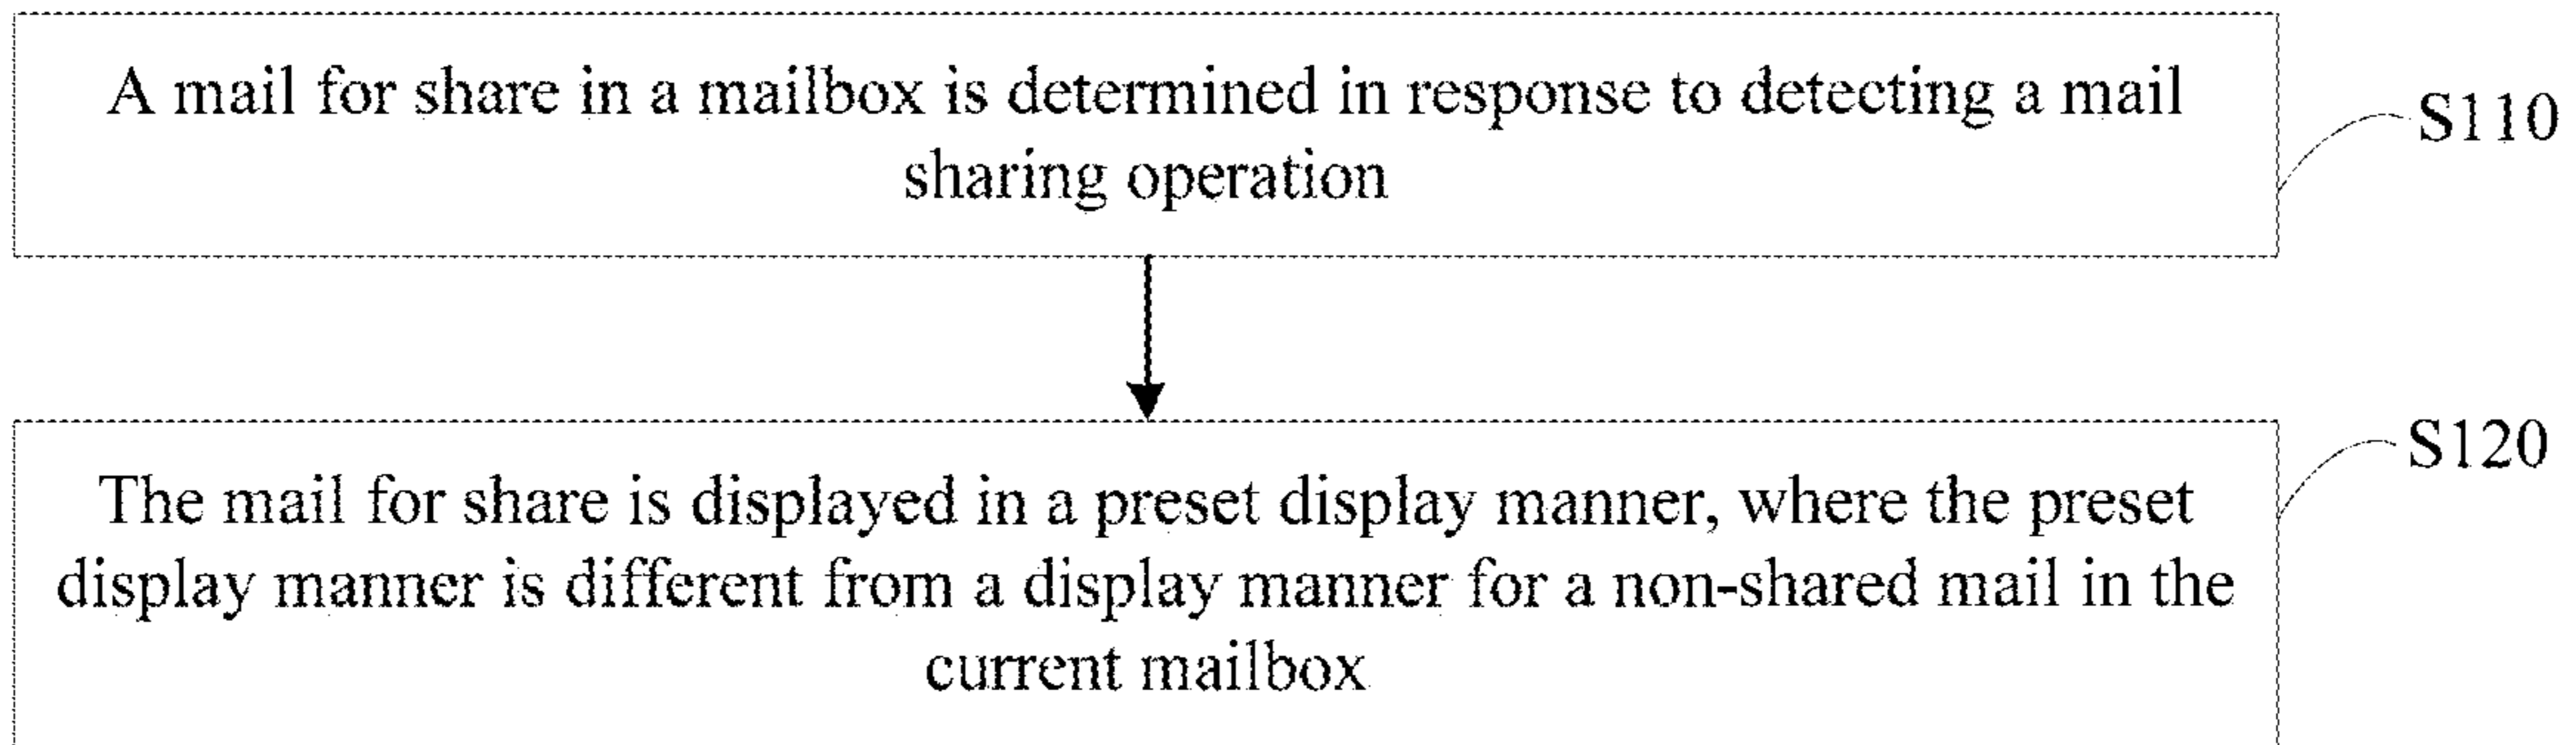 A mail for share in a mailbox is determined in response to detecting a mail
sharing operation
S110
The mail for share is displayed in a preset display manner, where the preset
display manner is different from a display manner for a non-shared mail in the
current mailbox
S120